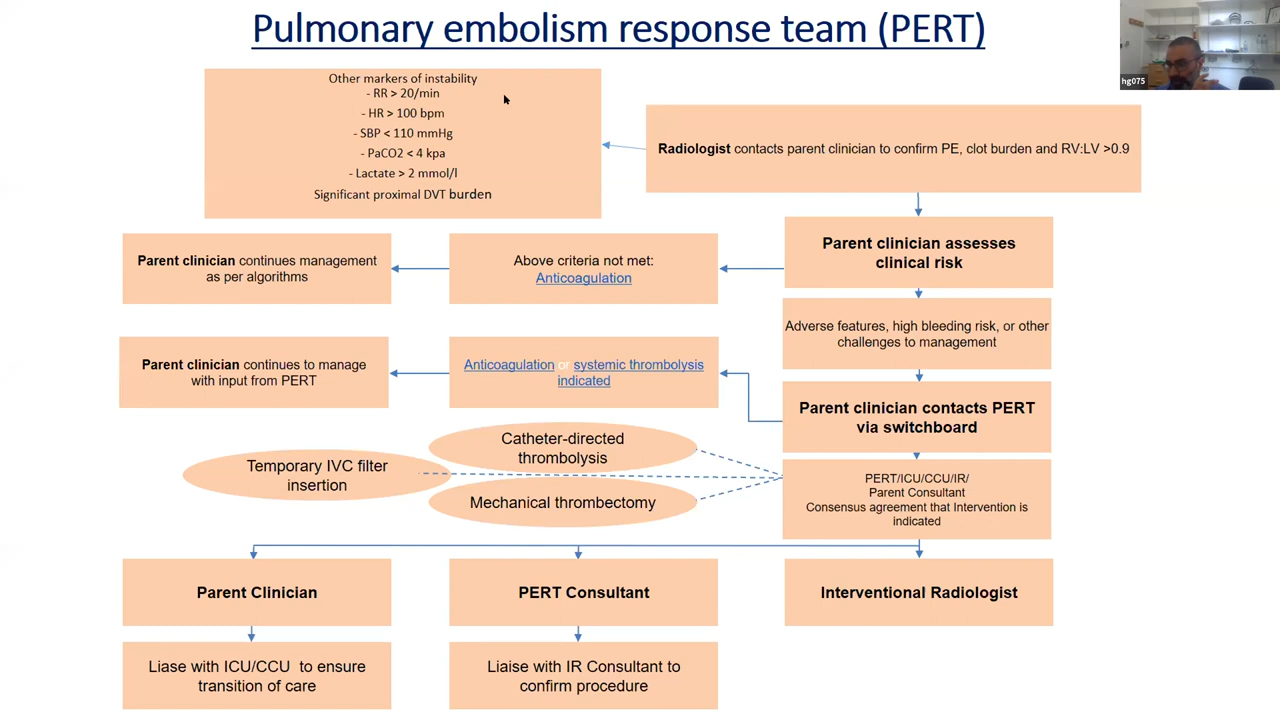 Pulmonary embolism response team (PERT)
hg075
Other markers of instability
- RR > 20/min
- HR > 100 bpm
- SBP < 110 mmHg
- PaCO2 < 4 kpa
- Lactate > 2 mmol/l
Significant proximal DVT burden
Radiologist contacts parent clinician to confirm PE, clot burden and RV:LV >0.9
Parent clinician assesses
clinical risk
Above criteria not met:
Anticoagulation
Parent clinician continues management
as per algorithms
Adverse features, high bleeding risk, or other
challenges to management
Parent clinician contacts PERT
via switchboard
Anticoagulation or systemic thrombolysis
indicated
Parent clinician continues to manage
with input from PERT
PERT/ICU/CCU/IR/
Parent Consultant
Consensus agreement that Intervention is
indicated
Catheter-directed
thrombolysis
Temporary IVC filter
insertion
Mechanical thrombectomy
Parent Clinician
PERT Consultant
Interventional Radiologist
Liase with ICU/CCU to ensure
transition of care
Liaise with IR Consultant to
confirm procedure